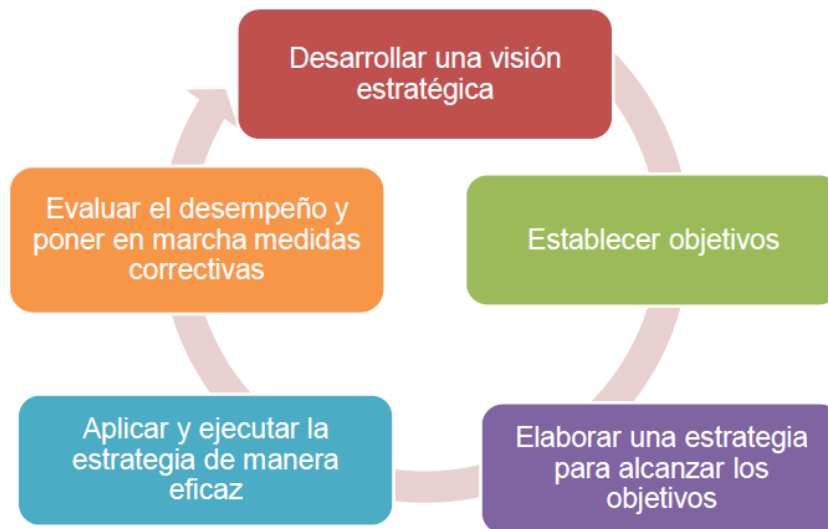 Desarrollar una visión
estratégica
Establecer objetivos
Elaborar una estrategia
para alcanzar los
objetivos
Aplicar y ejecutar la
estrategia de manera
eficaz
Evaluar el desempeño y
poner en marcha medidas
correctivas